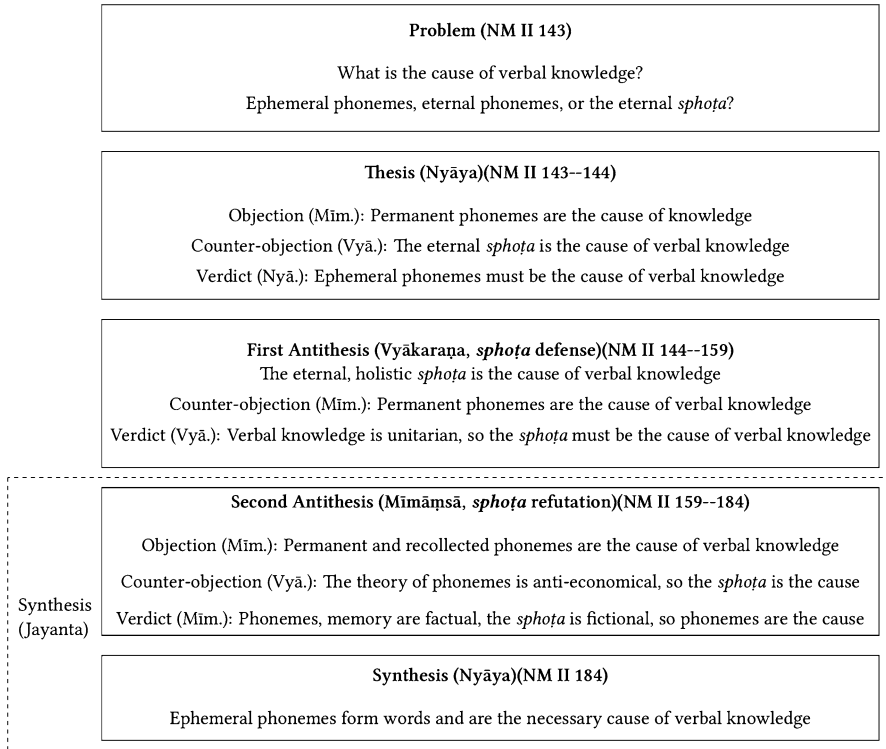 Problem (NM II 143)
What is the cause of verbal knowledge?
Ephemeral phonemes, eternal phonemes, or the eternal sphoṭa?
Thesis (Nyāya)(NM II 143--144)
Objection (Mīm.): Permanent phonemes are the cause of knowledge
Counter-objection (Vyā.): The eternal sphoṭa is the cause of verbal knowledge
Verdict (Nyā.): Ephemeral phonemes must be the cause of verbal knowledge
First Antithesis (Vyākaraṇa, sphoṭa defense)(NM II 144--159)
The eternal, holistic sphoṭa is the cause of verbal knowledge
Counter-objection (Mīm.): Permanent phonemes are the cause of verbal knowledge
Verdict (Vyā.): Verbal knowledge is unitarian, so the sphoṭa must be the cause of verbal knowledge
Second Antithesis (Mīmāṃsā, sphoṭa refutation)(NM II 159--184)
Objection (Mīm.): Permanent and recollected phonemes are the cause of verbal knowledge
Counter-objection (Vyā.): The theory of phonemes is anti-economical, so the sphoṭa is the cause
Verdict (Mīm.): Phonemes, memory are factual, the sphoṭa is fictional, so phonemes are the cause
Synthesis
(Jayanta)
Synthesis (Nyāya)(NM II 184)
Ephemeral phonemes form words and are the necessary cause of verbal knowledge